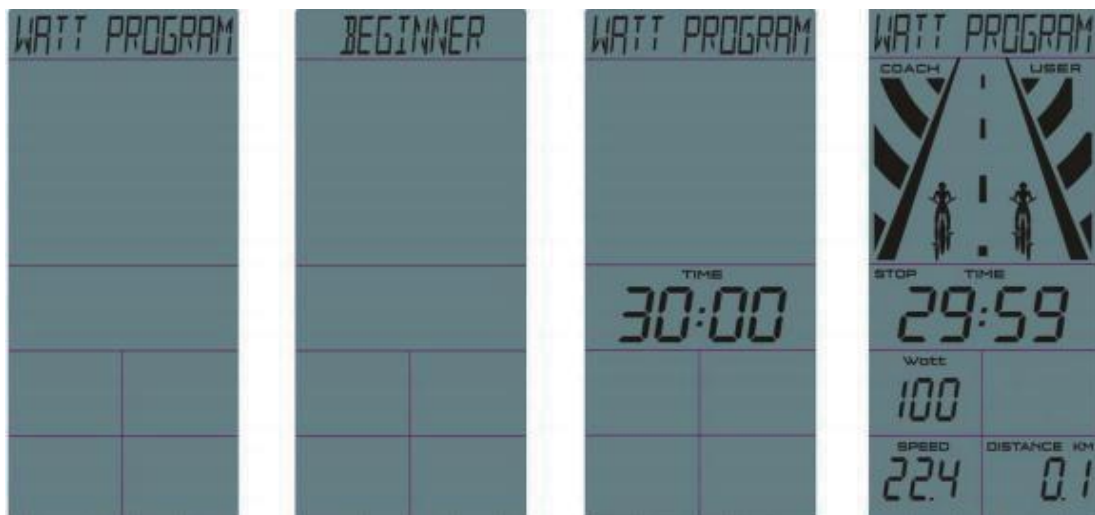 WATT PROGRAM
BEGINNER
WATT PROGRAM
TIME
30:00
WATT PROGRAM
COACH USER
STOP TIME
29:59
Watt
100
SPEED DISTANCE KM
22.4 0.1